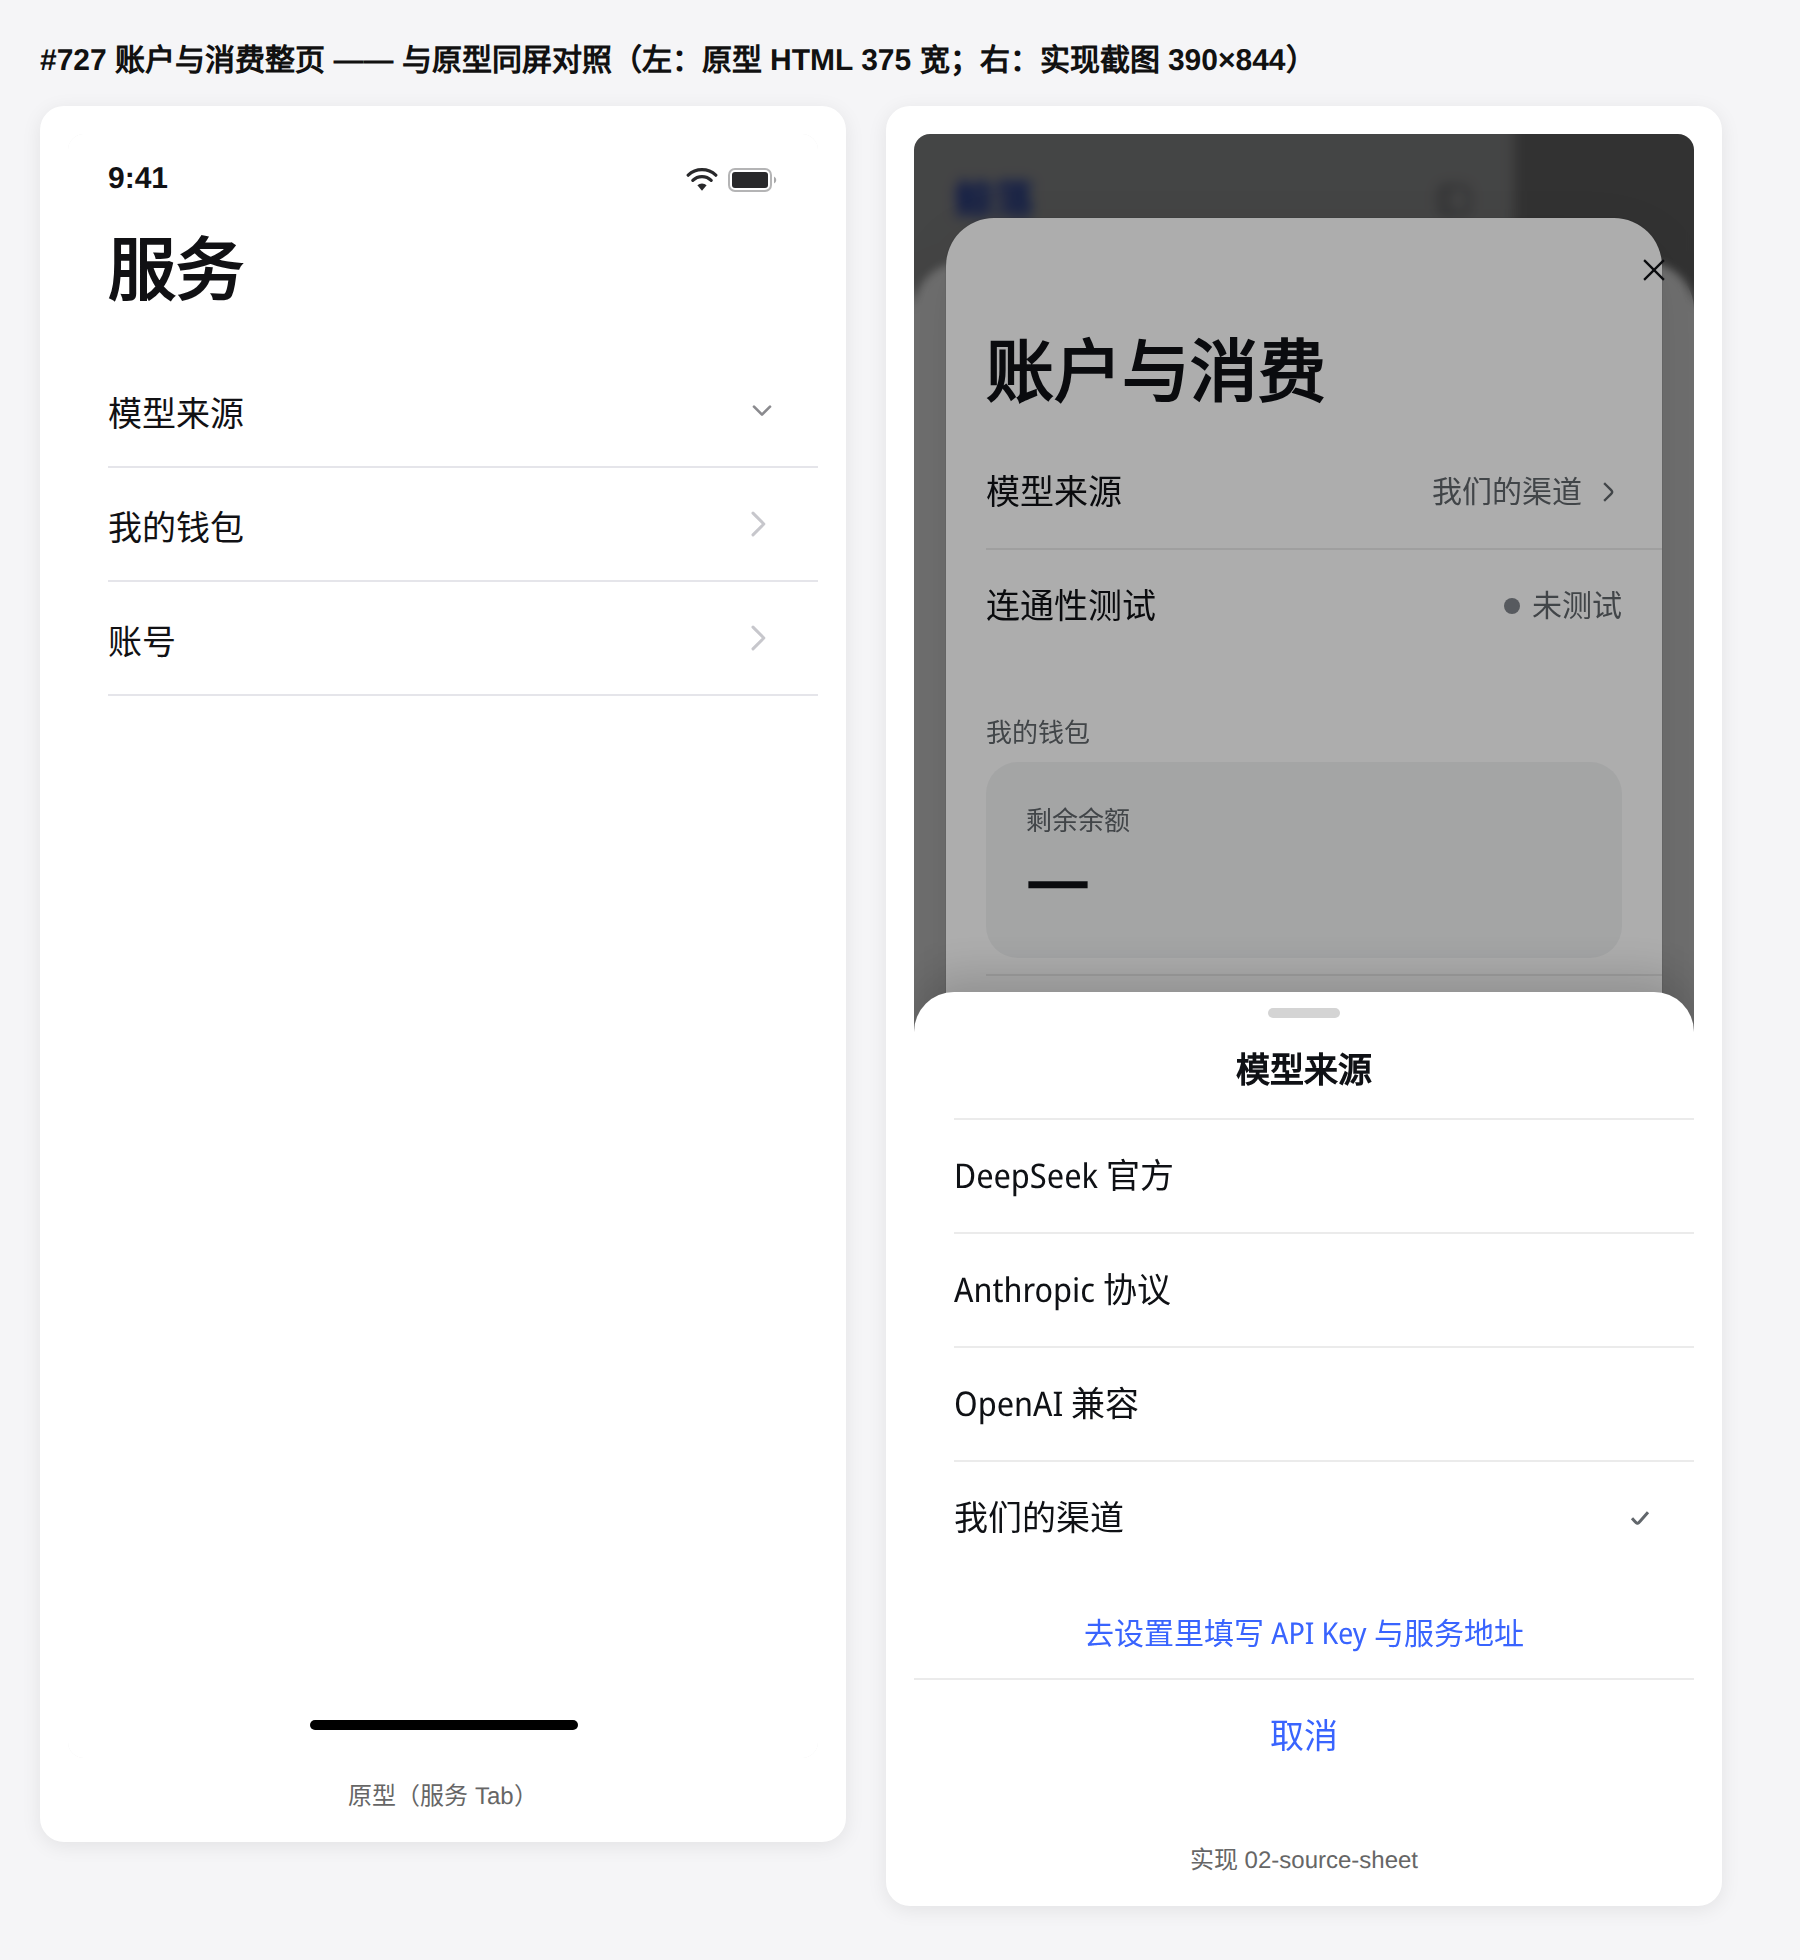 #727 账户与消费整页 —— 与原型同屏对照（左：原型 HTML 375 宽；右：实现截图 390×844）
9:41
服务
模型来源
我的钱包
账号
原型（服务 Tab）
账户与消费
模型来源 我们的渠道
连通性测试 未测试
我的钱包
剩余余额
—
模型来源
DeepSeek 官方
Anthropic 协议
OpenAI 兼容
我们的渠道
去设置里填写 API Key 与服务地址
取消
实现 02-source-sheet